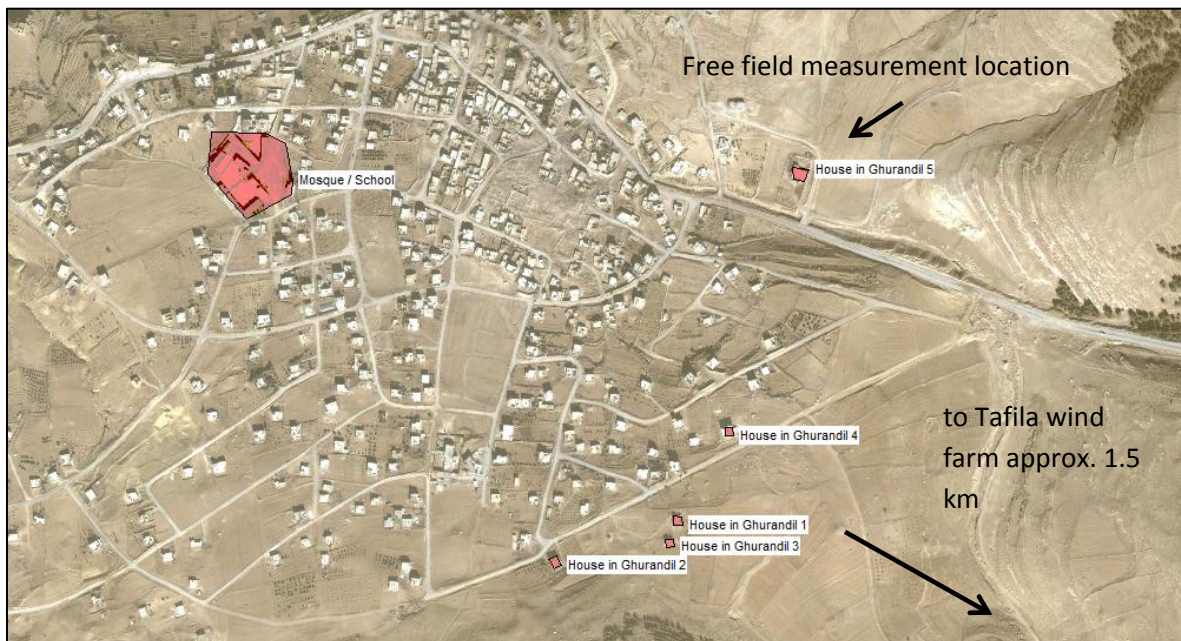 Free field measurement location
House in Ghurandil 5
Mosque / School
to Tafila wind
farm approx. 1.5
km
House in Ghurandil 4
House in Ghurandil 1
House in Ghurandil 3
House in Ghurandil 2